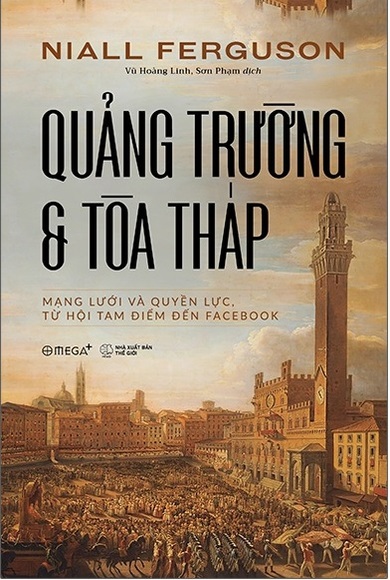 NIALL FERGUSON
Vũ Hoàng Linh, Sơn Phạm dịch
QUẢNG TRƯỜNG
& TÒA THÁP
MẠNG LƯỚI VÀ QUYỀN LỰC,
TỪ HỘI TAM ĐIỂM ĐẾN FACEBOOK
OMEGA+
NHÀ XUẤT BẢN
THẾ GIỚI